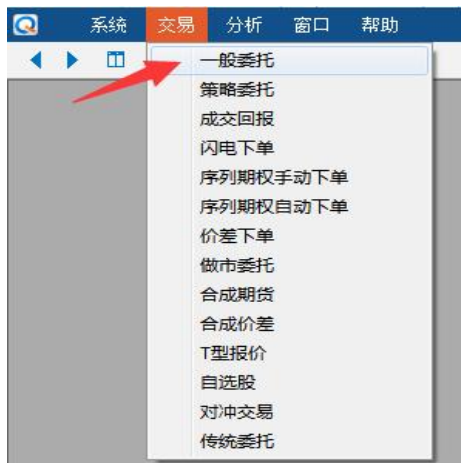 系统 交易 分析 窗口 帮助
一般委托
策略委托
成交回报
闪电下单
序列期权手动下单
序列期权自动下单
价差下单
做市委托
合成期货
合成价差
T型报价
自选股
对冲交易
传统委托